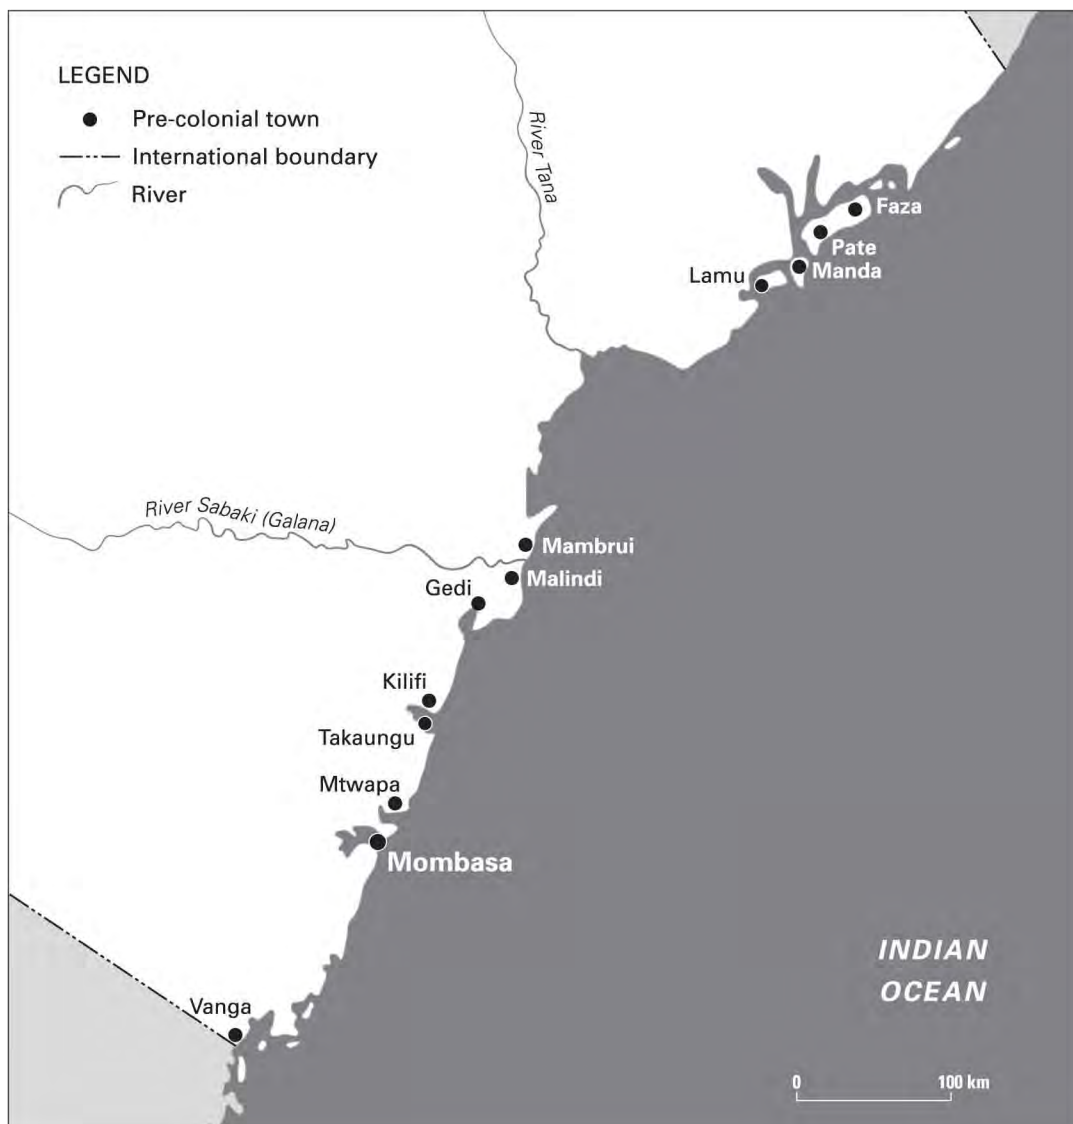 LEGEND
Pre-colonial town
International boundary
River
River Tana
Faza
Pate
Manda
Lamu
River Sabaki (Galana)
Mambrui
Malindi
Gedi
Kilifi
Takaungu
Mtwapa
Mombasa
INDIAN
OCEAN
Vanga
0 100 km